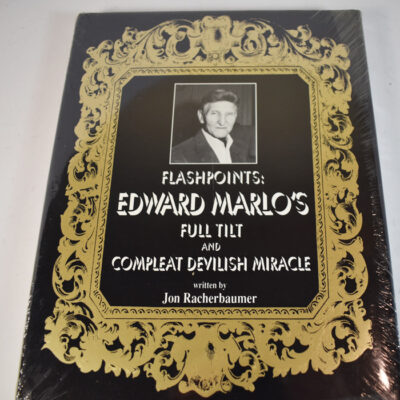 FLASHPOINTS:
EDWARD MARLO'S
FULL TILT
AND
COMPLEAT DEVILISH MIRACLE
written by
Jon Racherbaumer